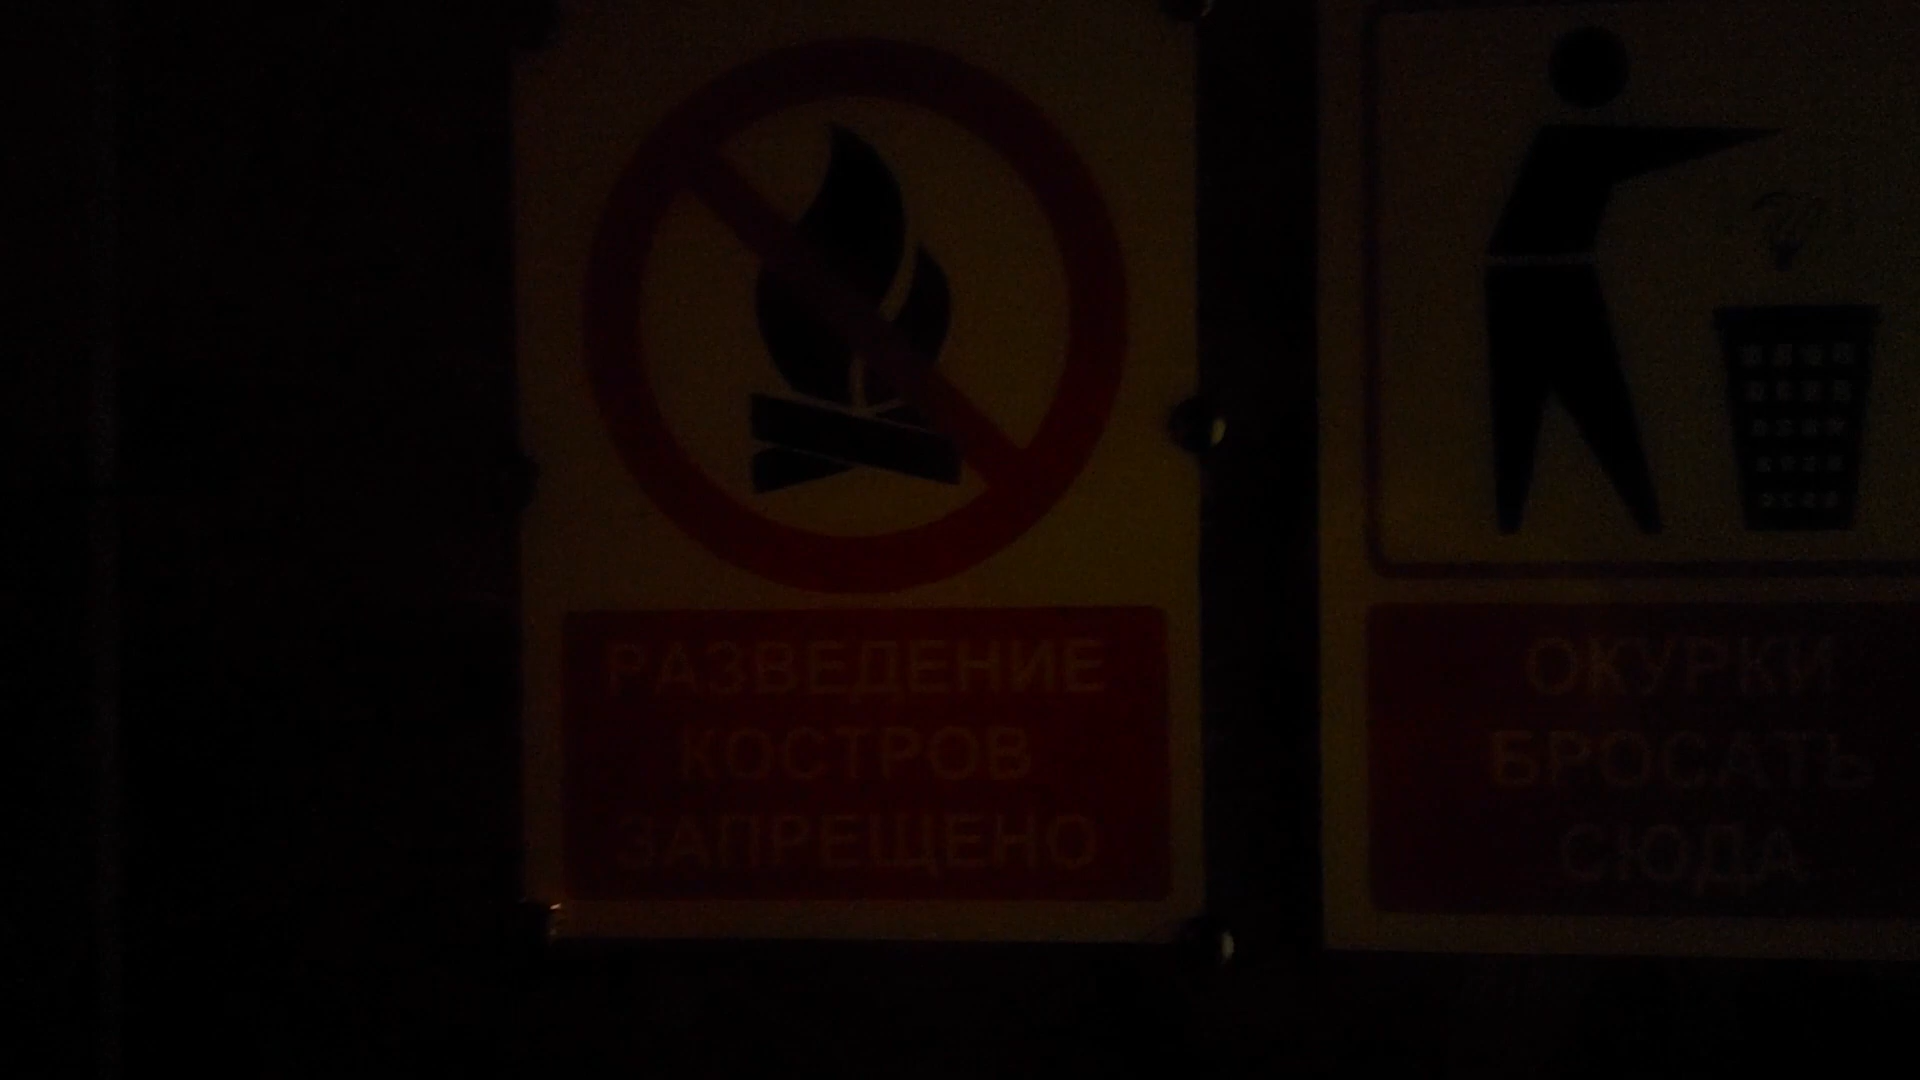 РАЗВЕДЕНИЕ
КОСТРОВ
ЗАПРЕЩЕНО
ОКУРКИ
БРОСАТЬ
СЮДА